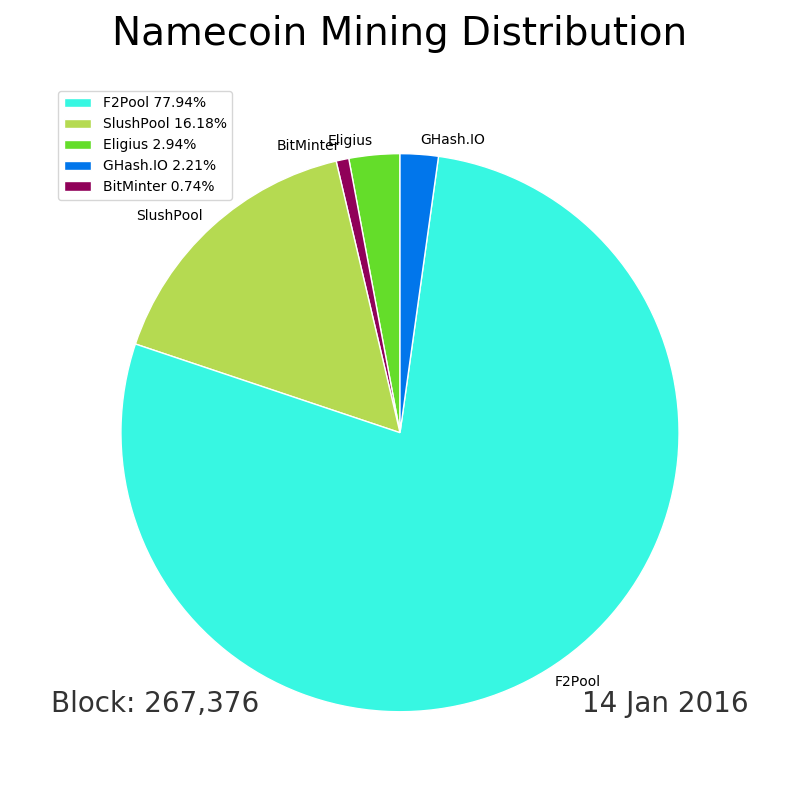 Namecoin Mining Distribution
F2Pool 77.94%
SlushPool 16.18%
Eligius 2.94%
GHash.IO 2.21%
BitMinter 0.74%
BitMinter
Eligius
GHash.IO
SlushPool
F2Pool
Block: 267,376
14 Jan 2016